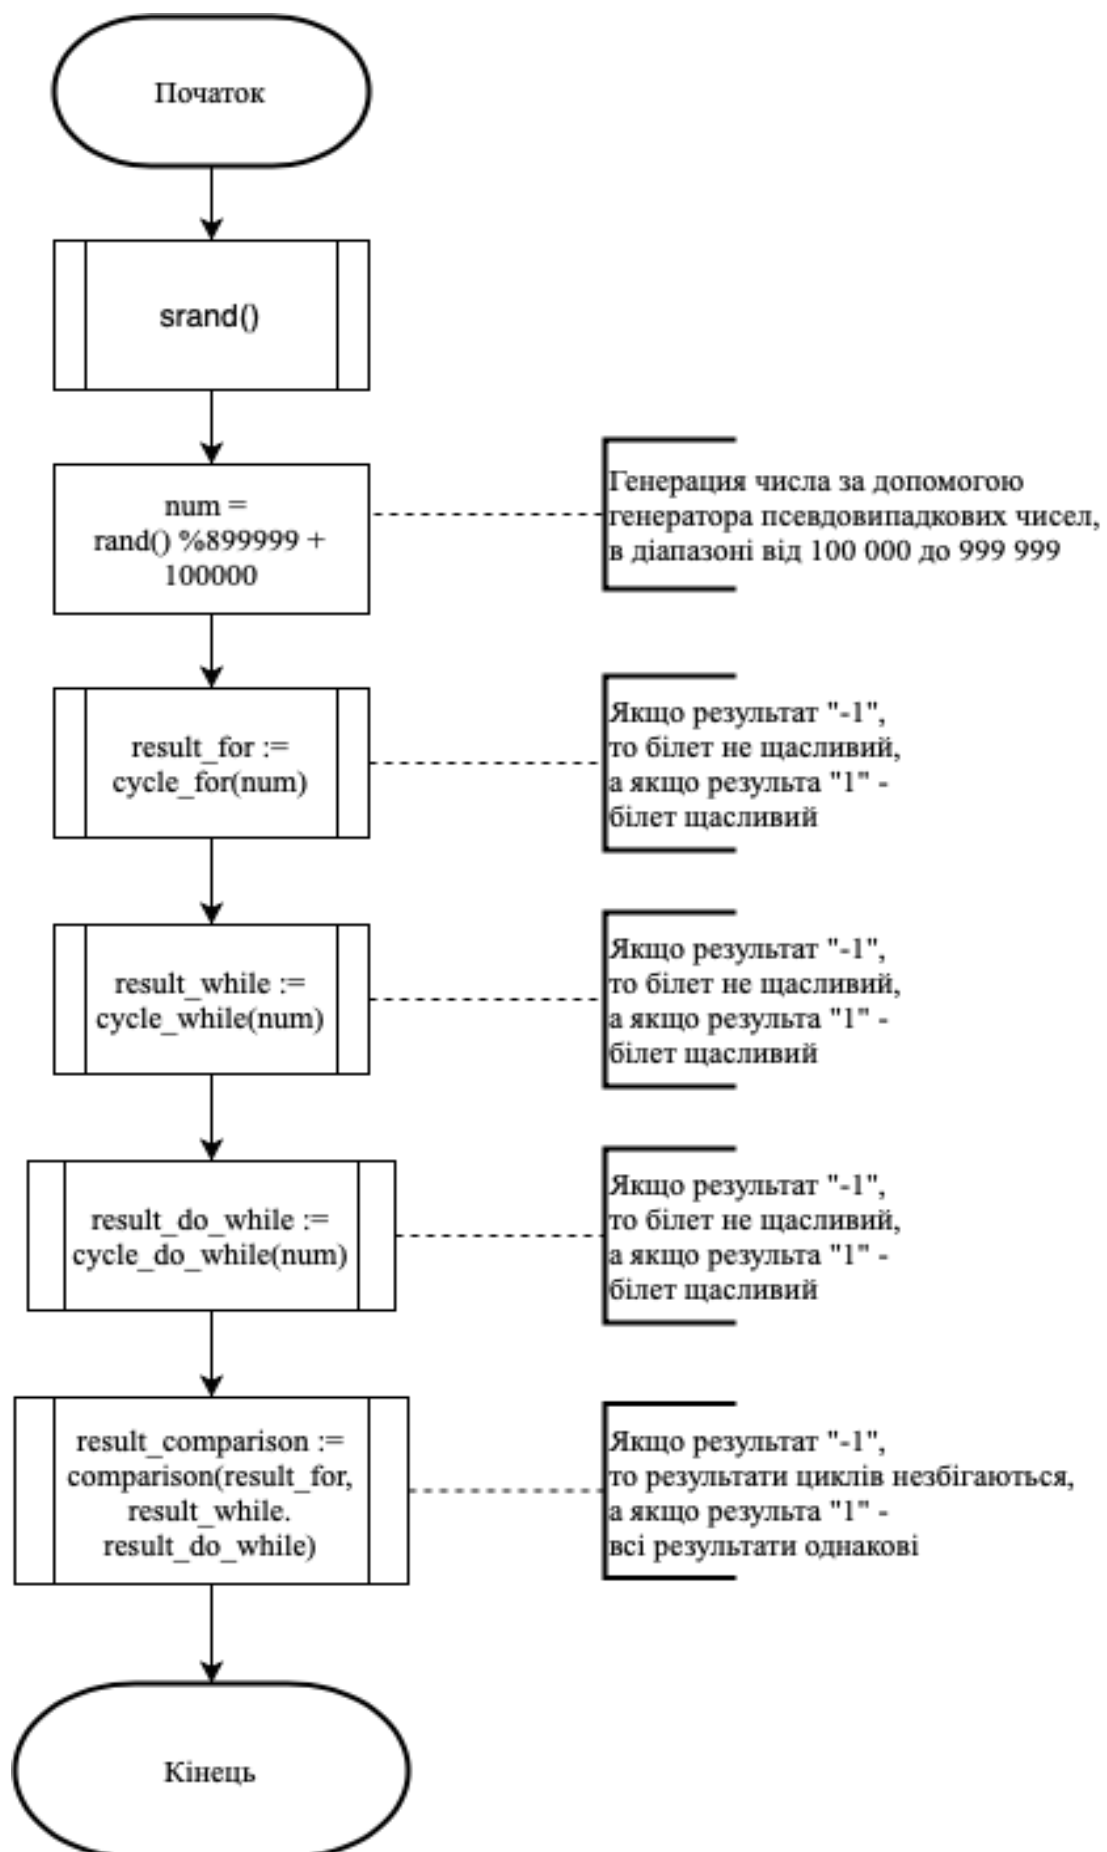 Початок
srand()
num =
rand() %899999 +
100000
Генерация числа за допомогою
генератора псевдовипадкових чисел,
в діапазоні від 100 000 до 999 999
result_for :=
cycle_for(num)
Якщо результат "-1",
то білет не щасливий,
а якщо результа "1" -
білет щасливий
result_while :=
cycle_while(num)
Якщо результат "-1",
то білет не щасливий,
а якщо результа "1" -
білет щасливий
result_do_while :=
cycle_do_while(num)
Якщо результат "-1",
то білет не щасливий,
а якщо результа "1" -
білет щасливий
result_comparison :=
comparison(result_for,
result_while.
result_do_while)
Якщо результат "-1",
то результати циклів незбігаються,
а якщо результа "1" -
всі результати однакові
Кінець